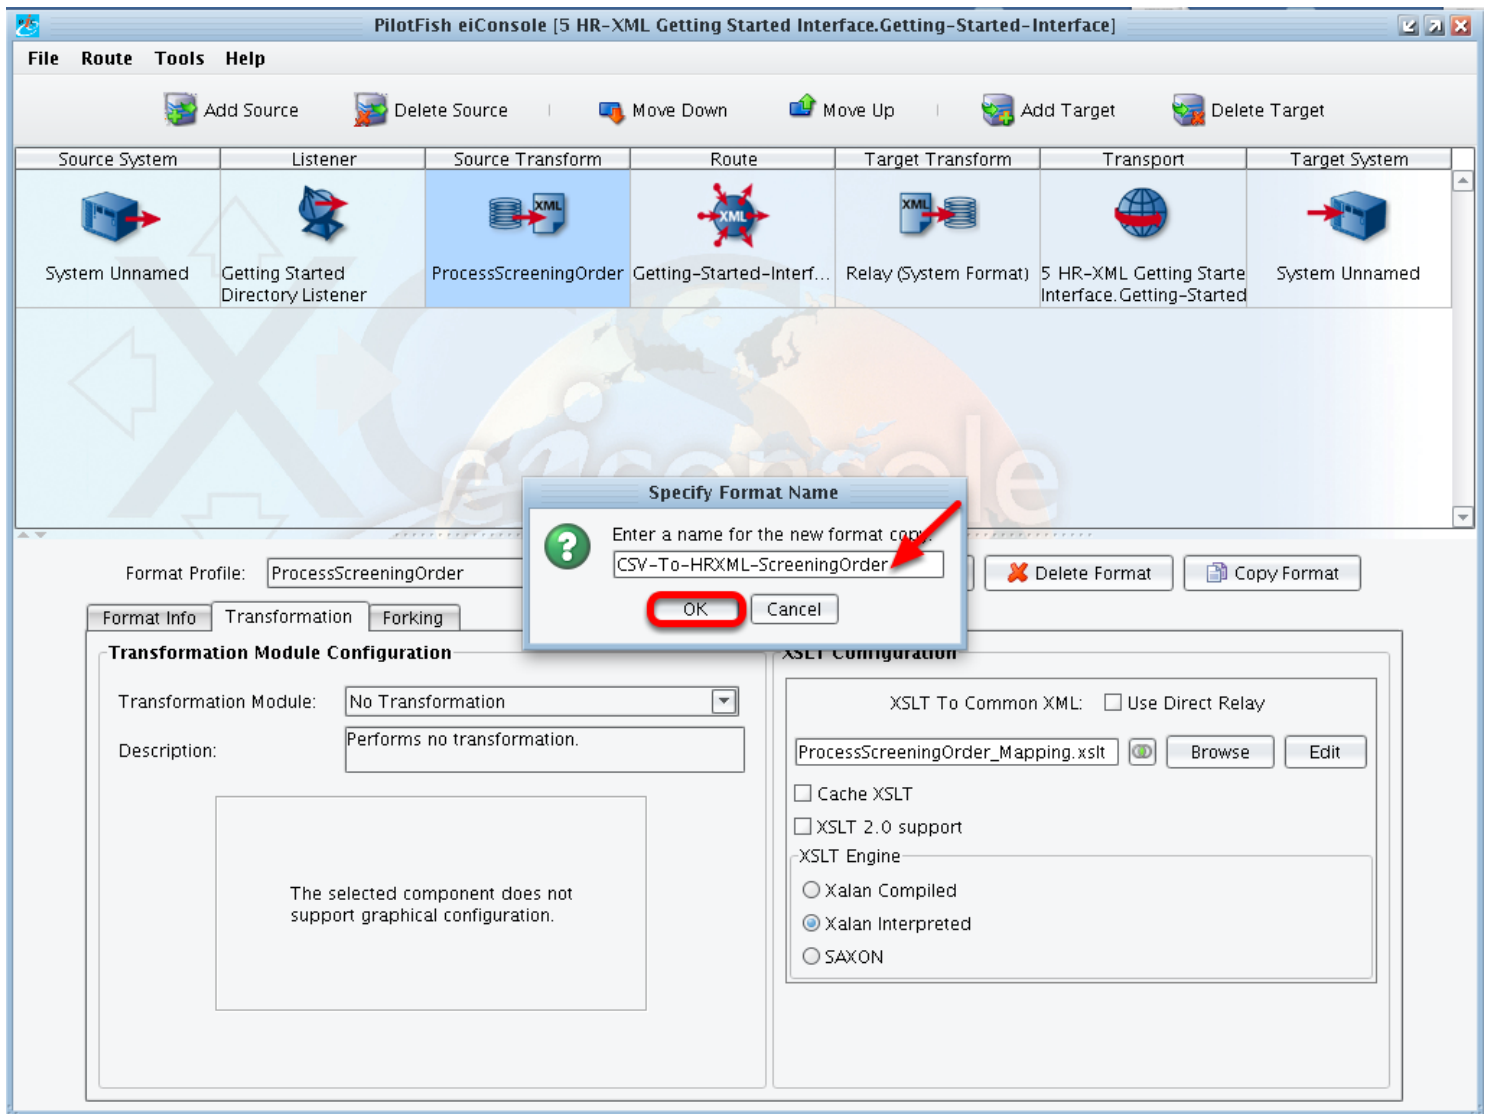 PilotFish eiConsole [5 HR-XML Getting Started Interface.Getting-Started-Interface]
File Route Tools Help
Add Source Delete Source Move Down Move Up Add Target Delete Target
Source System Listener Source Transform Route Target Transform Transport Target System
XML XML XML
System Unnamed Getting Started ProcessScreeningOrder Getting-Started-Interf... Relay (System Format) 5 HR-XML Getting Starte System Unnamed
Directory Listener Interface.Getting-Started
eiconsole
Specify Format Name
Enter a name for the new format copy:
CSV-To-HRXML-ScreeningOrder
OK Cancel
Format Profile: ProcessScreeningOrder Delete Format Copy Format
Format Info Transformation Forking
Transformation Module Configuration XSLT Configuration
Transformation Module: No Transformation XSLT To Common XML: Use Direct Relay
Description: Performs no transformation.
ProcessScreeningOrder_Mapping.xslt Browse Edit
Cache XSLT
XSLT 2.0 support
XSLT Engine
The selected component does not
support graphical configuration.
Xalan Compiled
Xalan Interpreted
SAXON